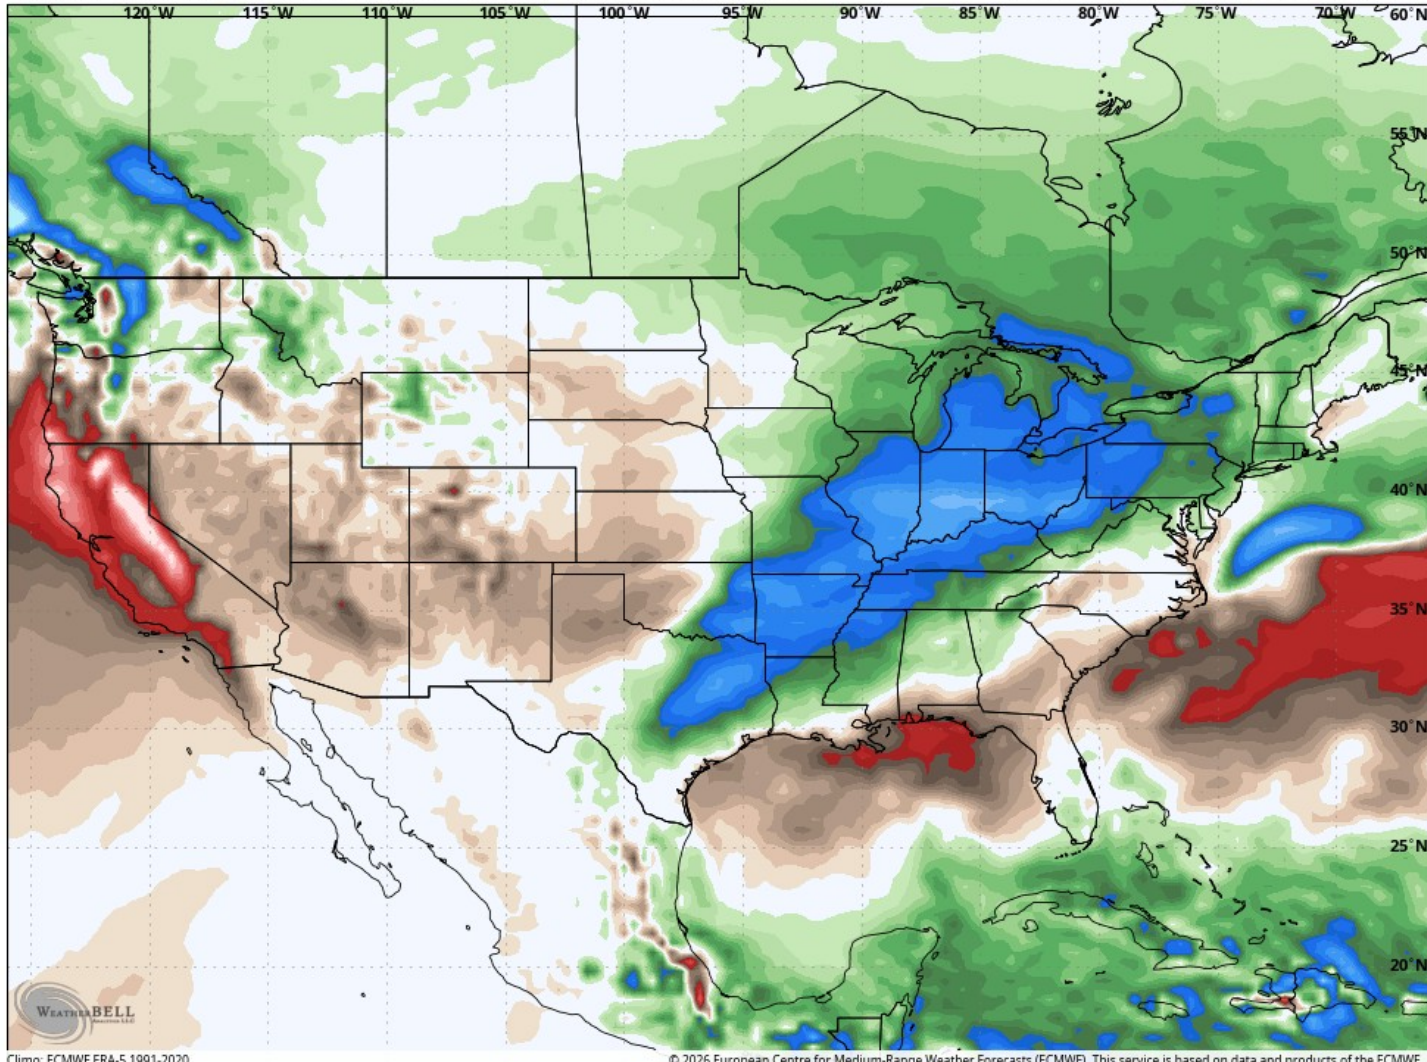 120°W 115°W 110°W 105°W 100°W 95°W 90°W 85°W 80°W 75°W 70°W 60°N
55°N
50°N
45°N
40°N
35°N
30°N
25°N
20°N
WEATHERBELL
Climo: ECMWF ERA-5 1991-2020
© 2026 European Centre for Medium-Range Weather Forecasts (ECMWF). This service is based on data and products of the ECMWF